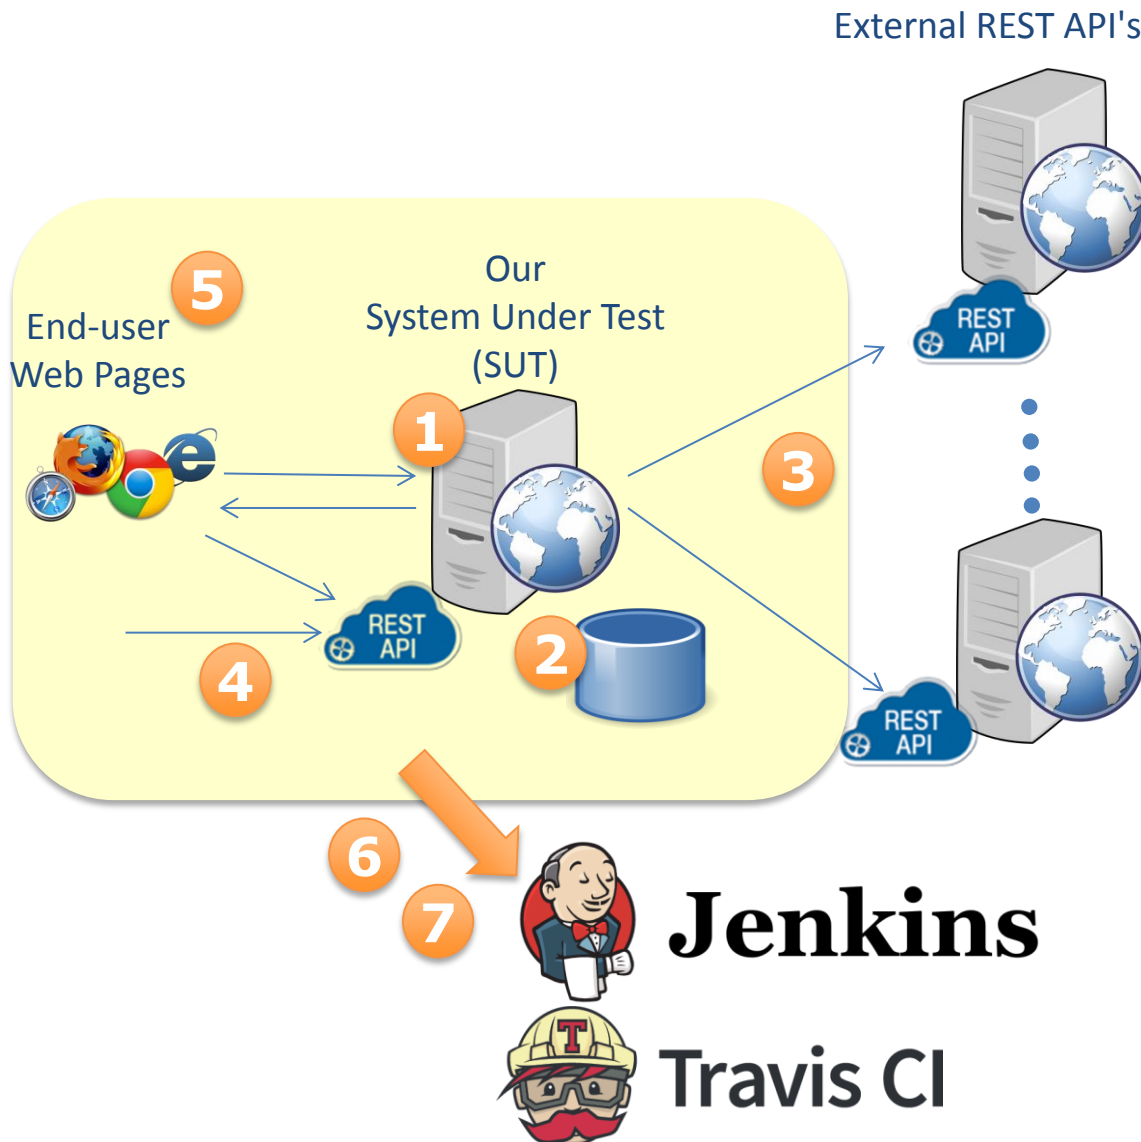 External REST API's
REST
API
5
Our
System Under Test
(SUT)
End-user
Web Pages
1
3
REST
API
2
4
REST
API
6
7
Jenkins
T
Travis CI